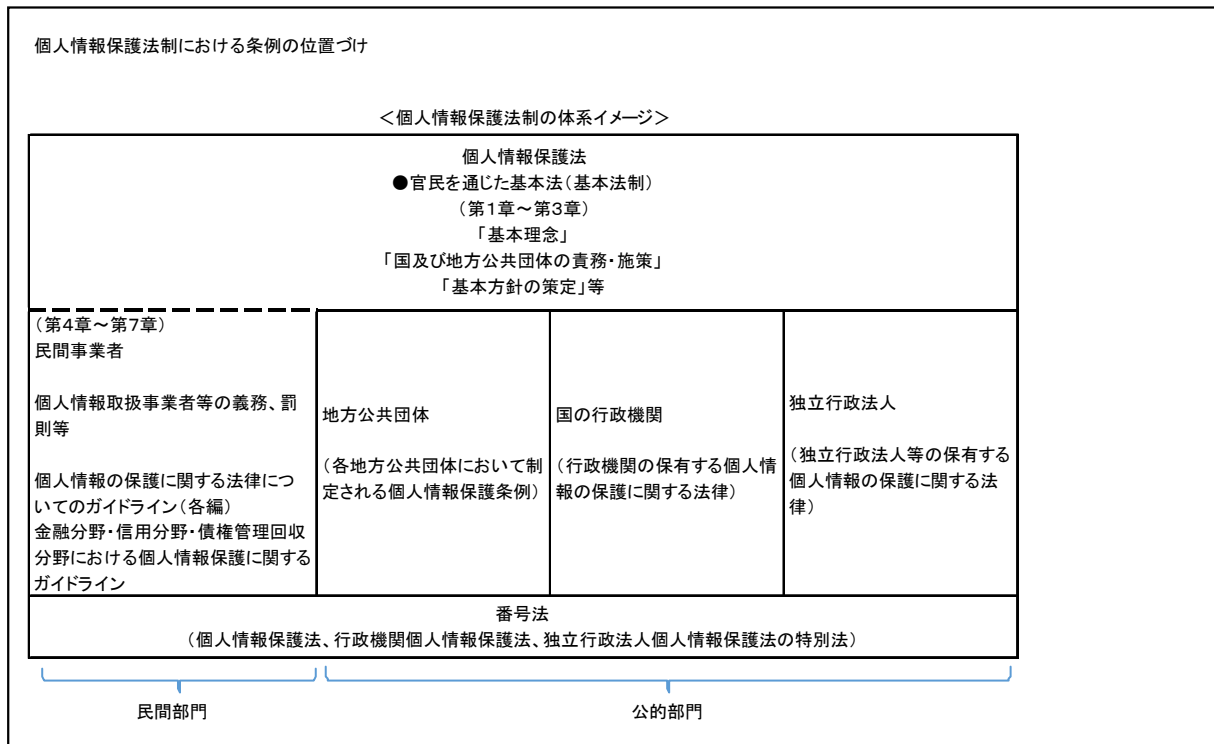 個人情報保護法制における条例の位置づけ
＜個人情報保護法制の体系イメージ＞
個人情報保護法
●官民を通じた基本法（基本法制）
（第１章～第３章）
「基本理念」
「国及び地方公共団体の責務・施策」
「基本方針の策定」等
（第４章～第７章）
民間事業者
個人情報取扱事業者等の義務、罰
則等
個人情報の保護に関する法律につ
いてのガイドライン（各編）
金融分野・信用分野・債権管理回収
分野における個人情報保護に関する
ガイドライン
地方公共団体
（各地方公共団体において制
定される個人情報保護条例）
国の行政機関
（行政機関の保有する個人情
報の保護に関する法律）
独立行政法人
（独立行政法人等の保有する
個人情報の保護に関する法
律）
番号法
（個人情報保護法、行政機関個人情報保護法、独立行政法人個人情報保護法の特別法）
民間部門
公的部門